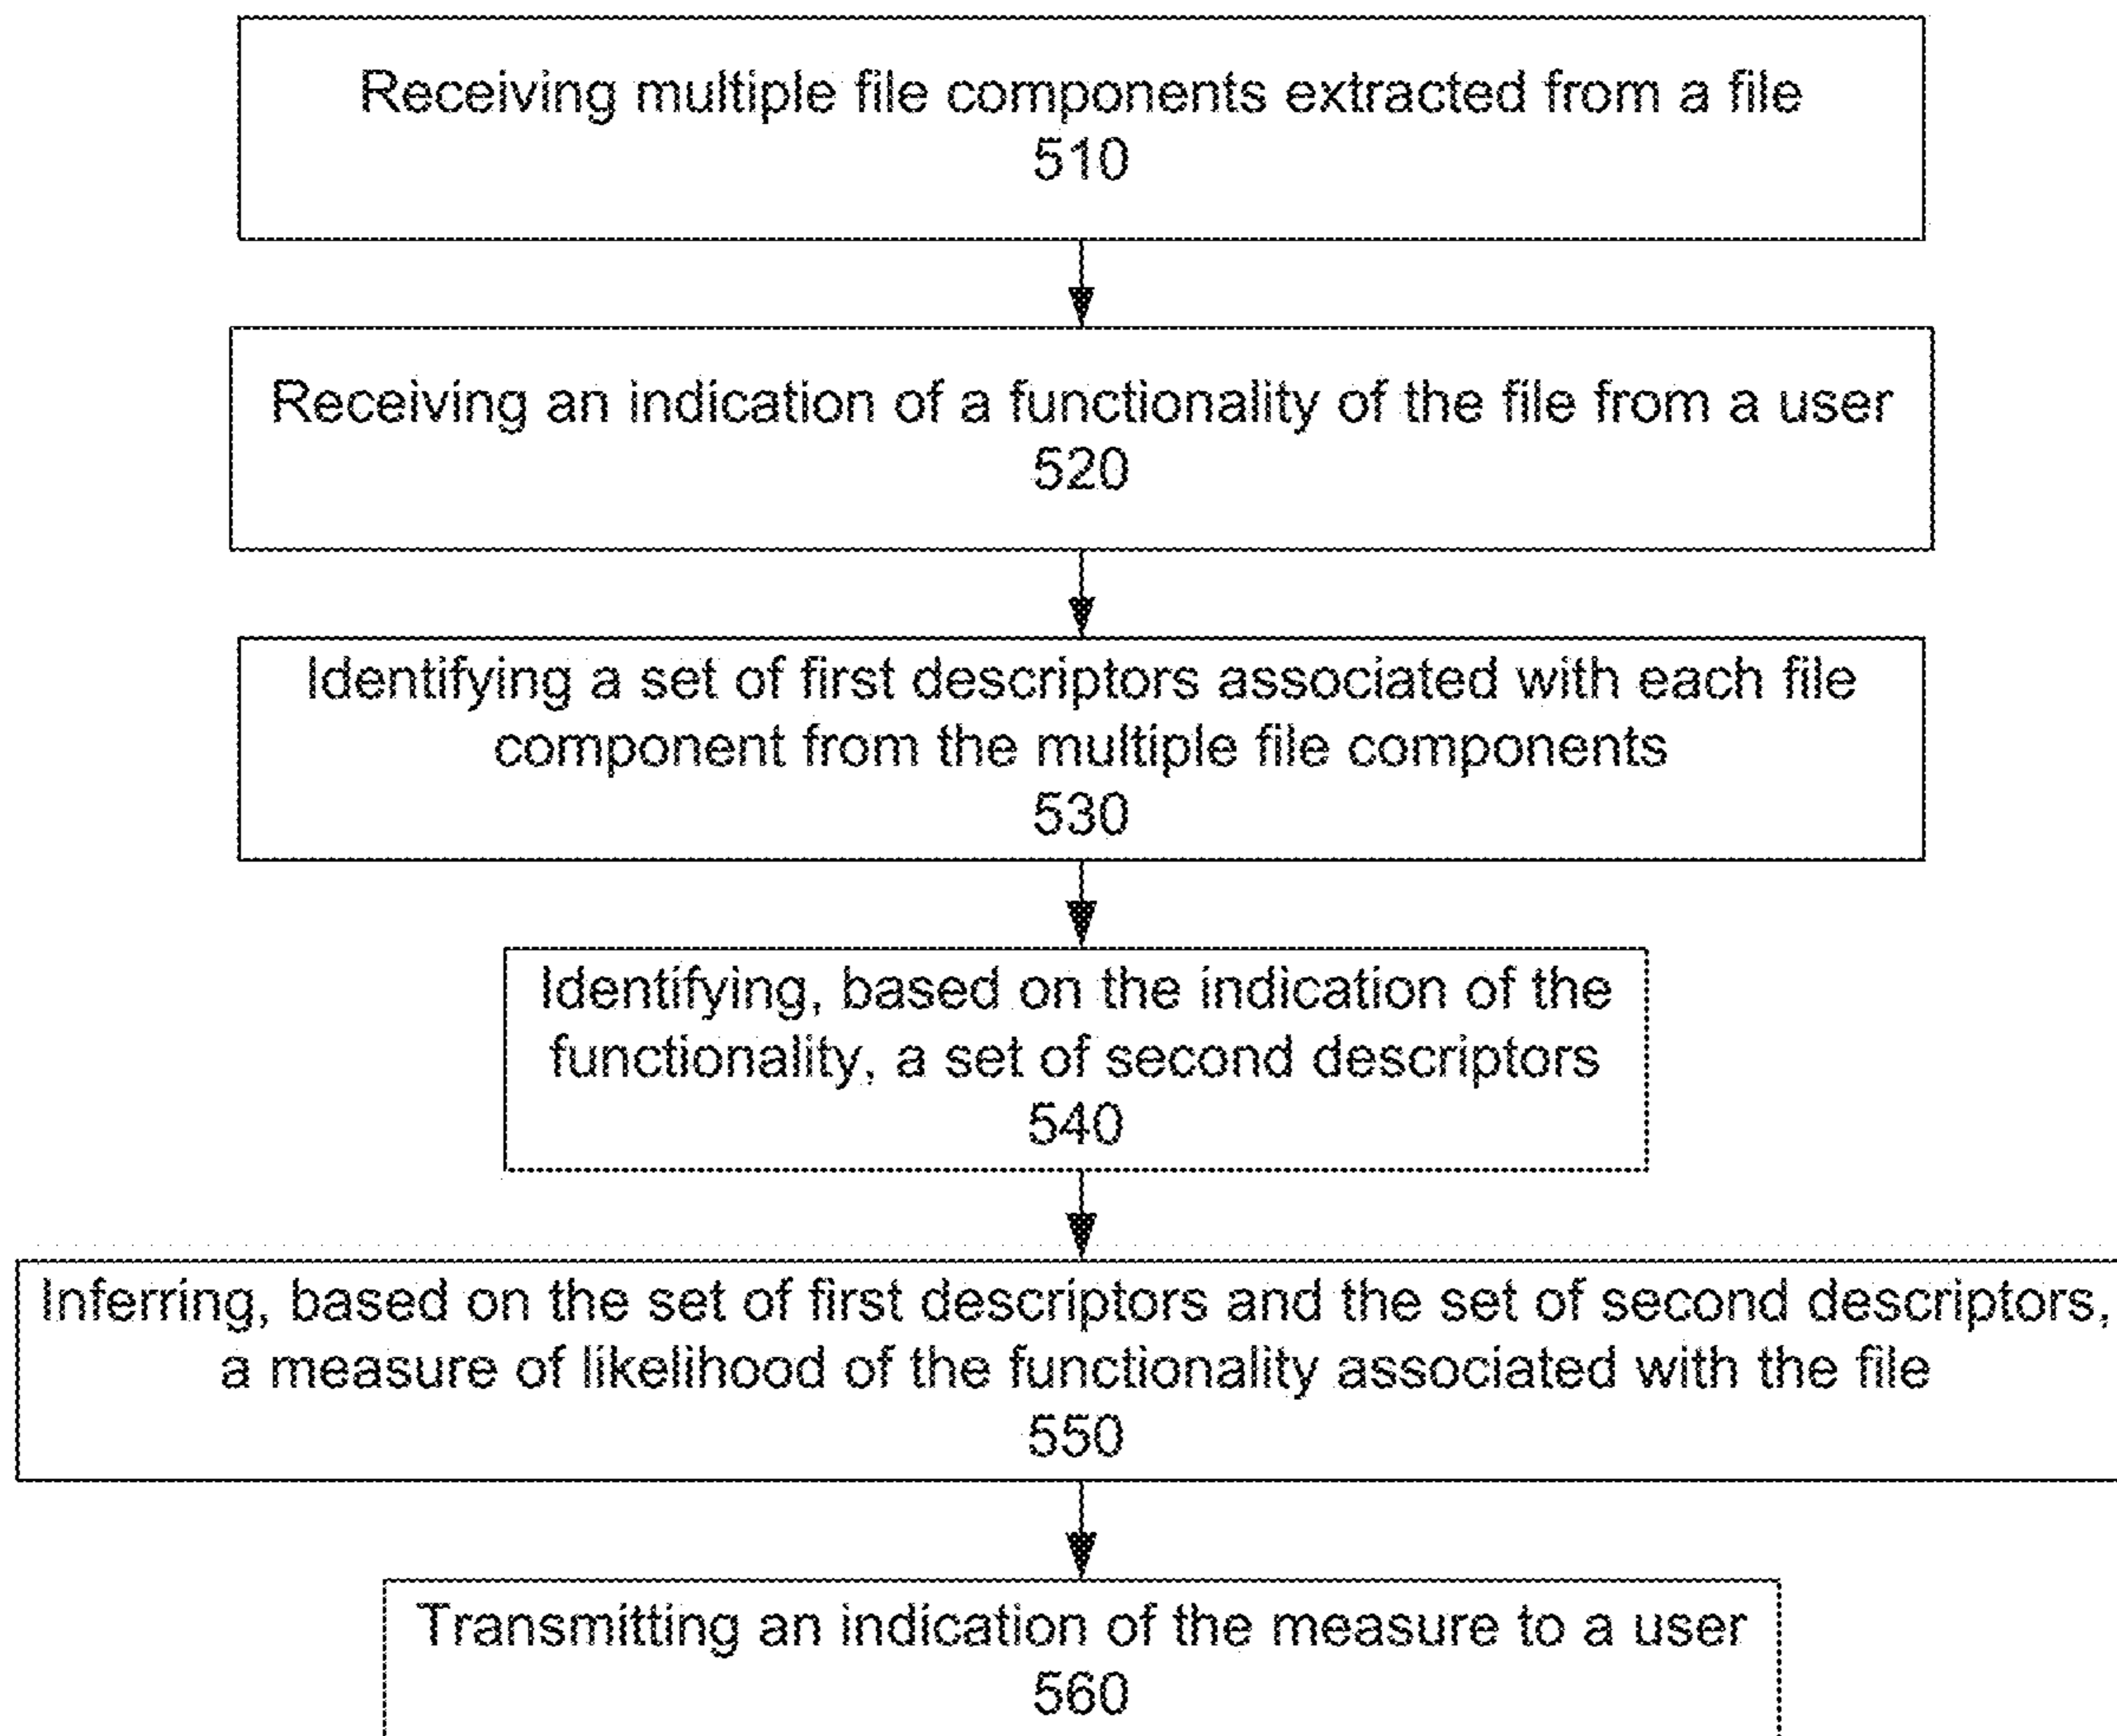 Receiving multiple file components extracted from a file
510
Receiving an indication of a functionality of the file from a user
520
Identifying a set of first descriptors associated with each file
component from the multiple file components
530
Identifying, based on the indication of the
functionality, a set of second descriptors
540
Inferring, based on the set of first descriptors and the set of second descriptors,
a measure of likelihood of the functionality associated with the file
550
Transmitting an indication of the measure to a user
560